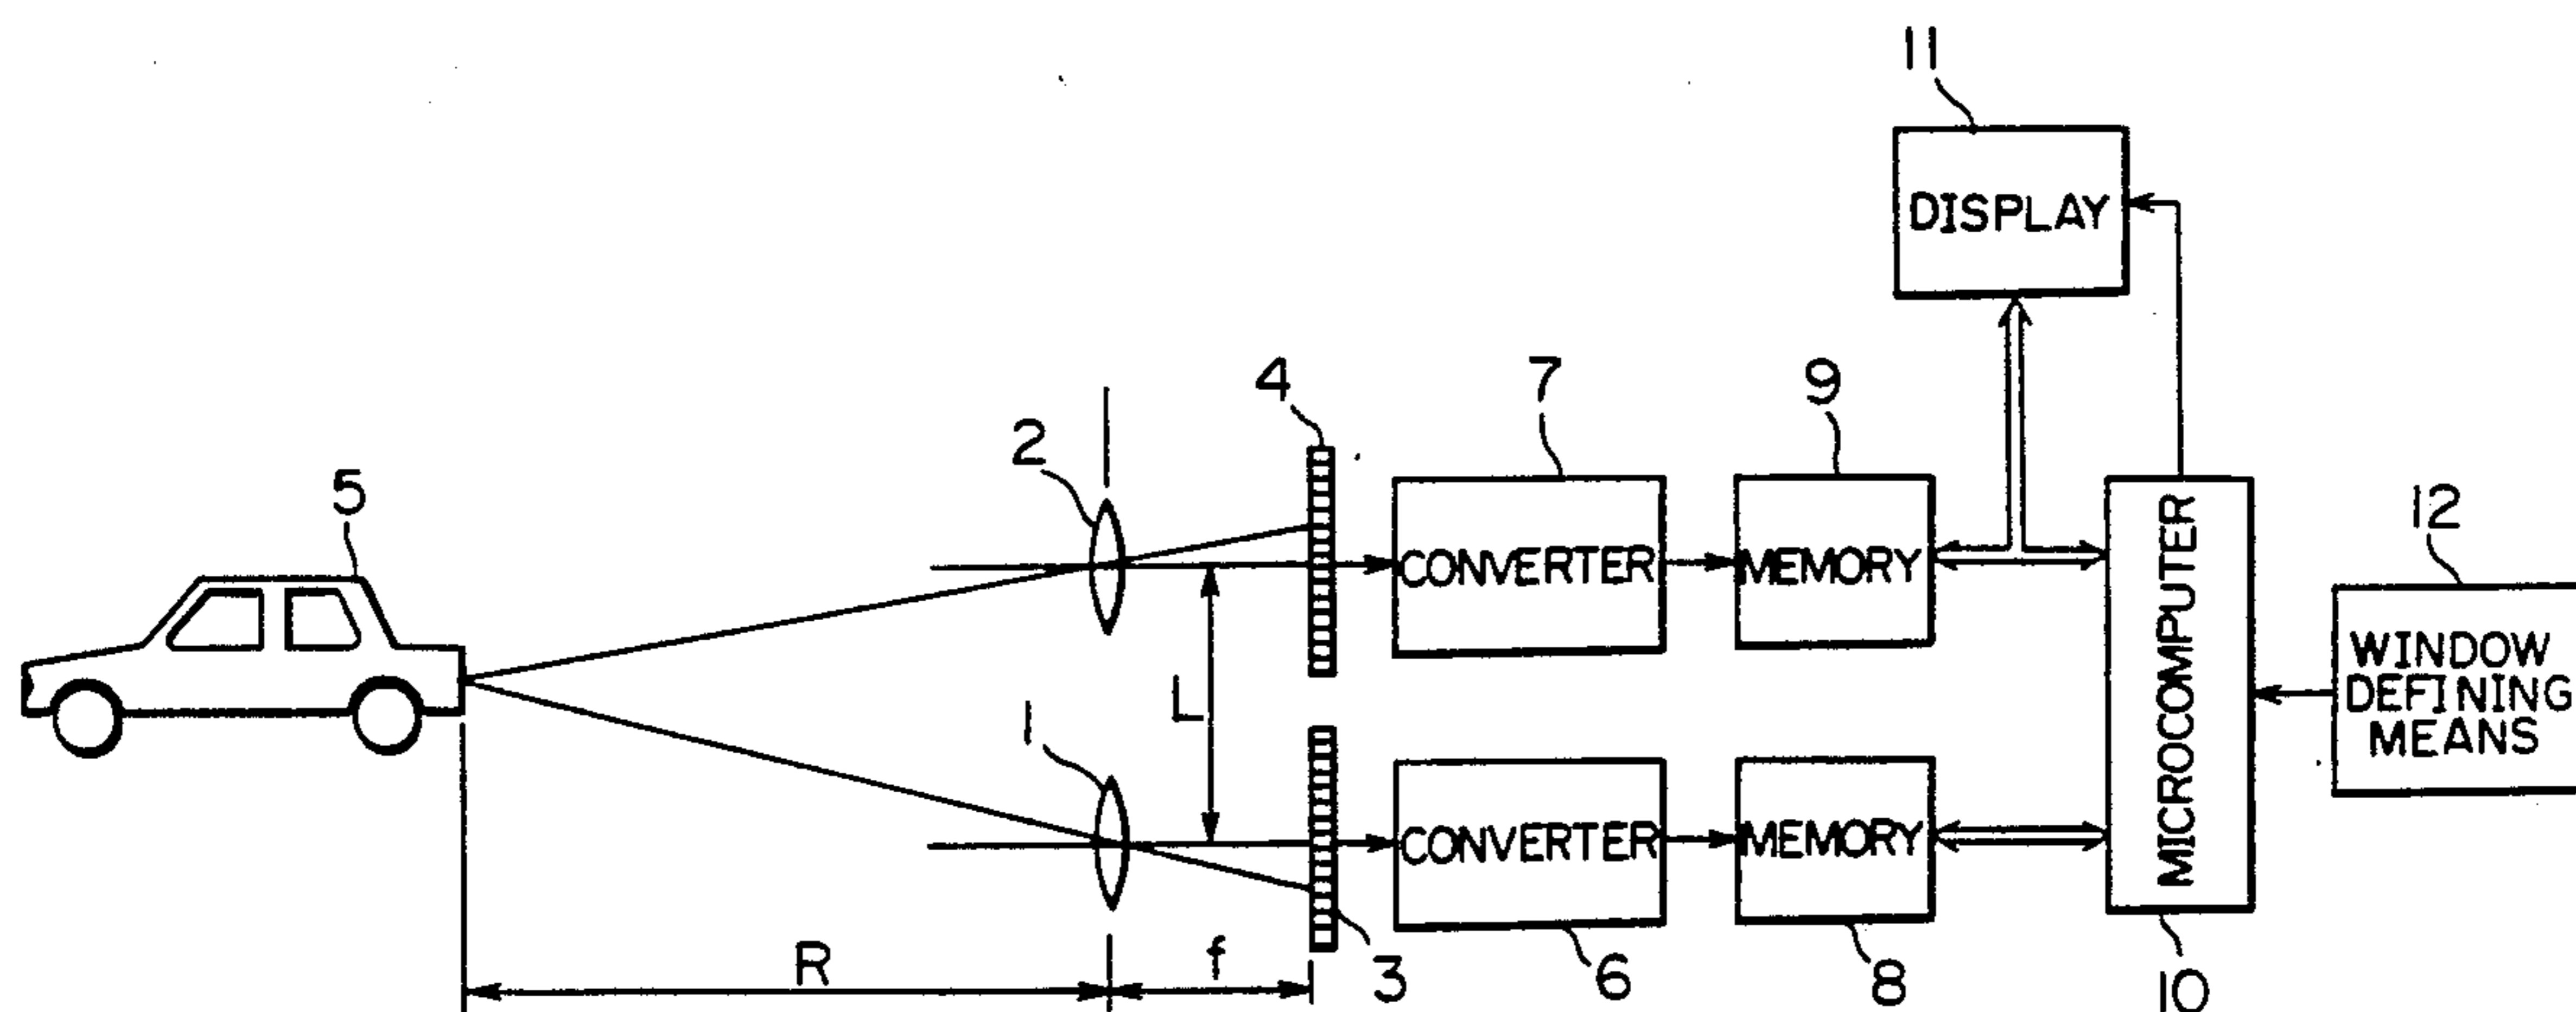 11
DISPLAY
4
7
9
2
5
12
CONVERTER
MEMORY
MICROCOMPUTER
WINDOW
DEFINING
MEANS
L
1
CONVERTER
MEMORY
R
f
3
6
8
10